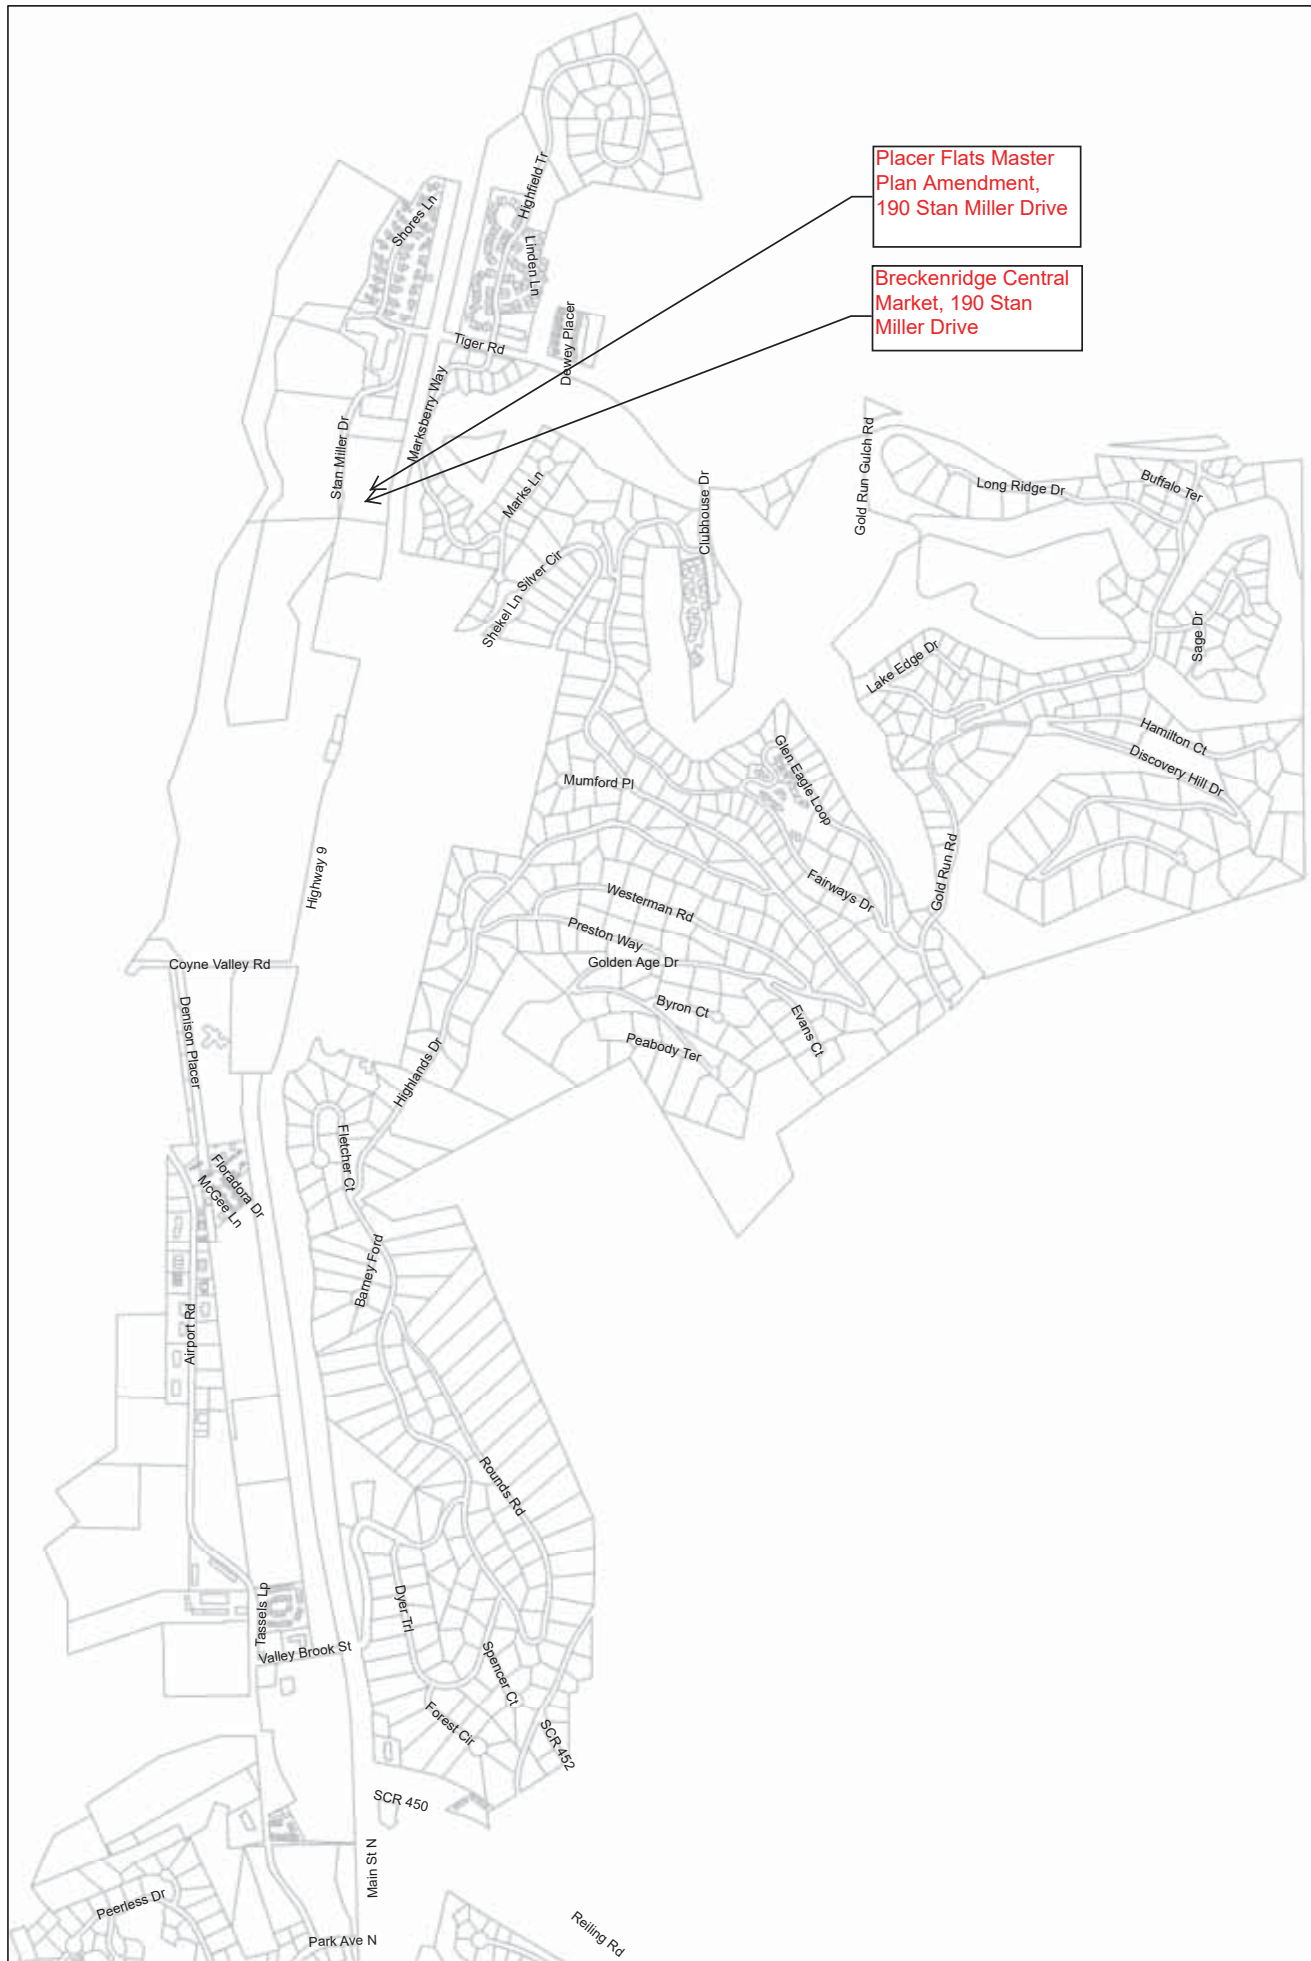 Placer Flats Master
Plan Amendment,
190 Stan Miller Drive
Breckenridge Central
Market, 190 Stan
Miller Drive
Highfield Tr
Shores Ln
Linden Ln
Tiger Rd
Dewey Placer
Marksberry Way
Stan Miller Dr
Marks Ln
Clubhouse Dr
Gold Run Gulch Rd
Long Ridge Dr
Buffalo Ter
Silver Cir
Shekel Ln
Sage Dr
Lake Edge Dr
Hamilton Ct
Discovery Hill Dr
Glen Eagle Loop
Mumford Pl
Highway 9
Fairways Dr
Gold Run Rd
Westerman Rd
Preston Way
Golden Age Dr
Coyne Valley Rd
Byron Ct
Evans Ct
Peabody Ter
Denison Placer
Highlands Dr
Fletcher Ct
Floradora Dr
McGee Ln
Barney Ford
Airport Rd
Rounds Rd
Tassels Lp
Dyer Trl
Valley Brook St
Spencer Ct
Forest Cir
SCR 452
SCR 450
Main St N
Peerless Dr
Park Ave N
Reiling Rd